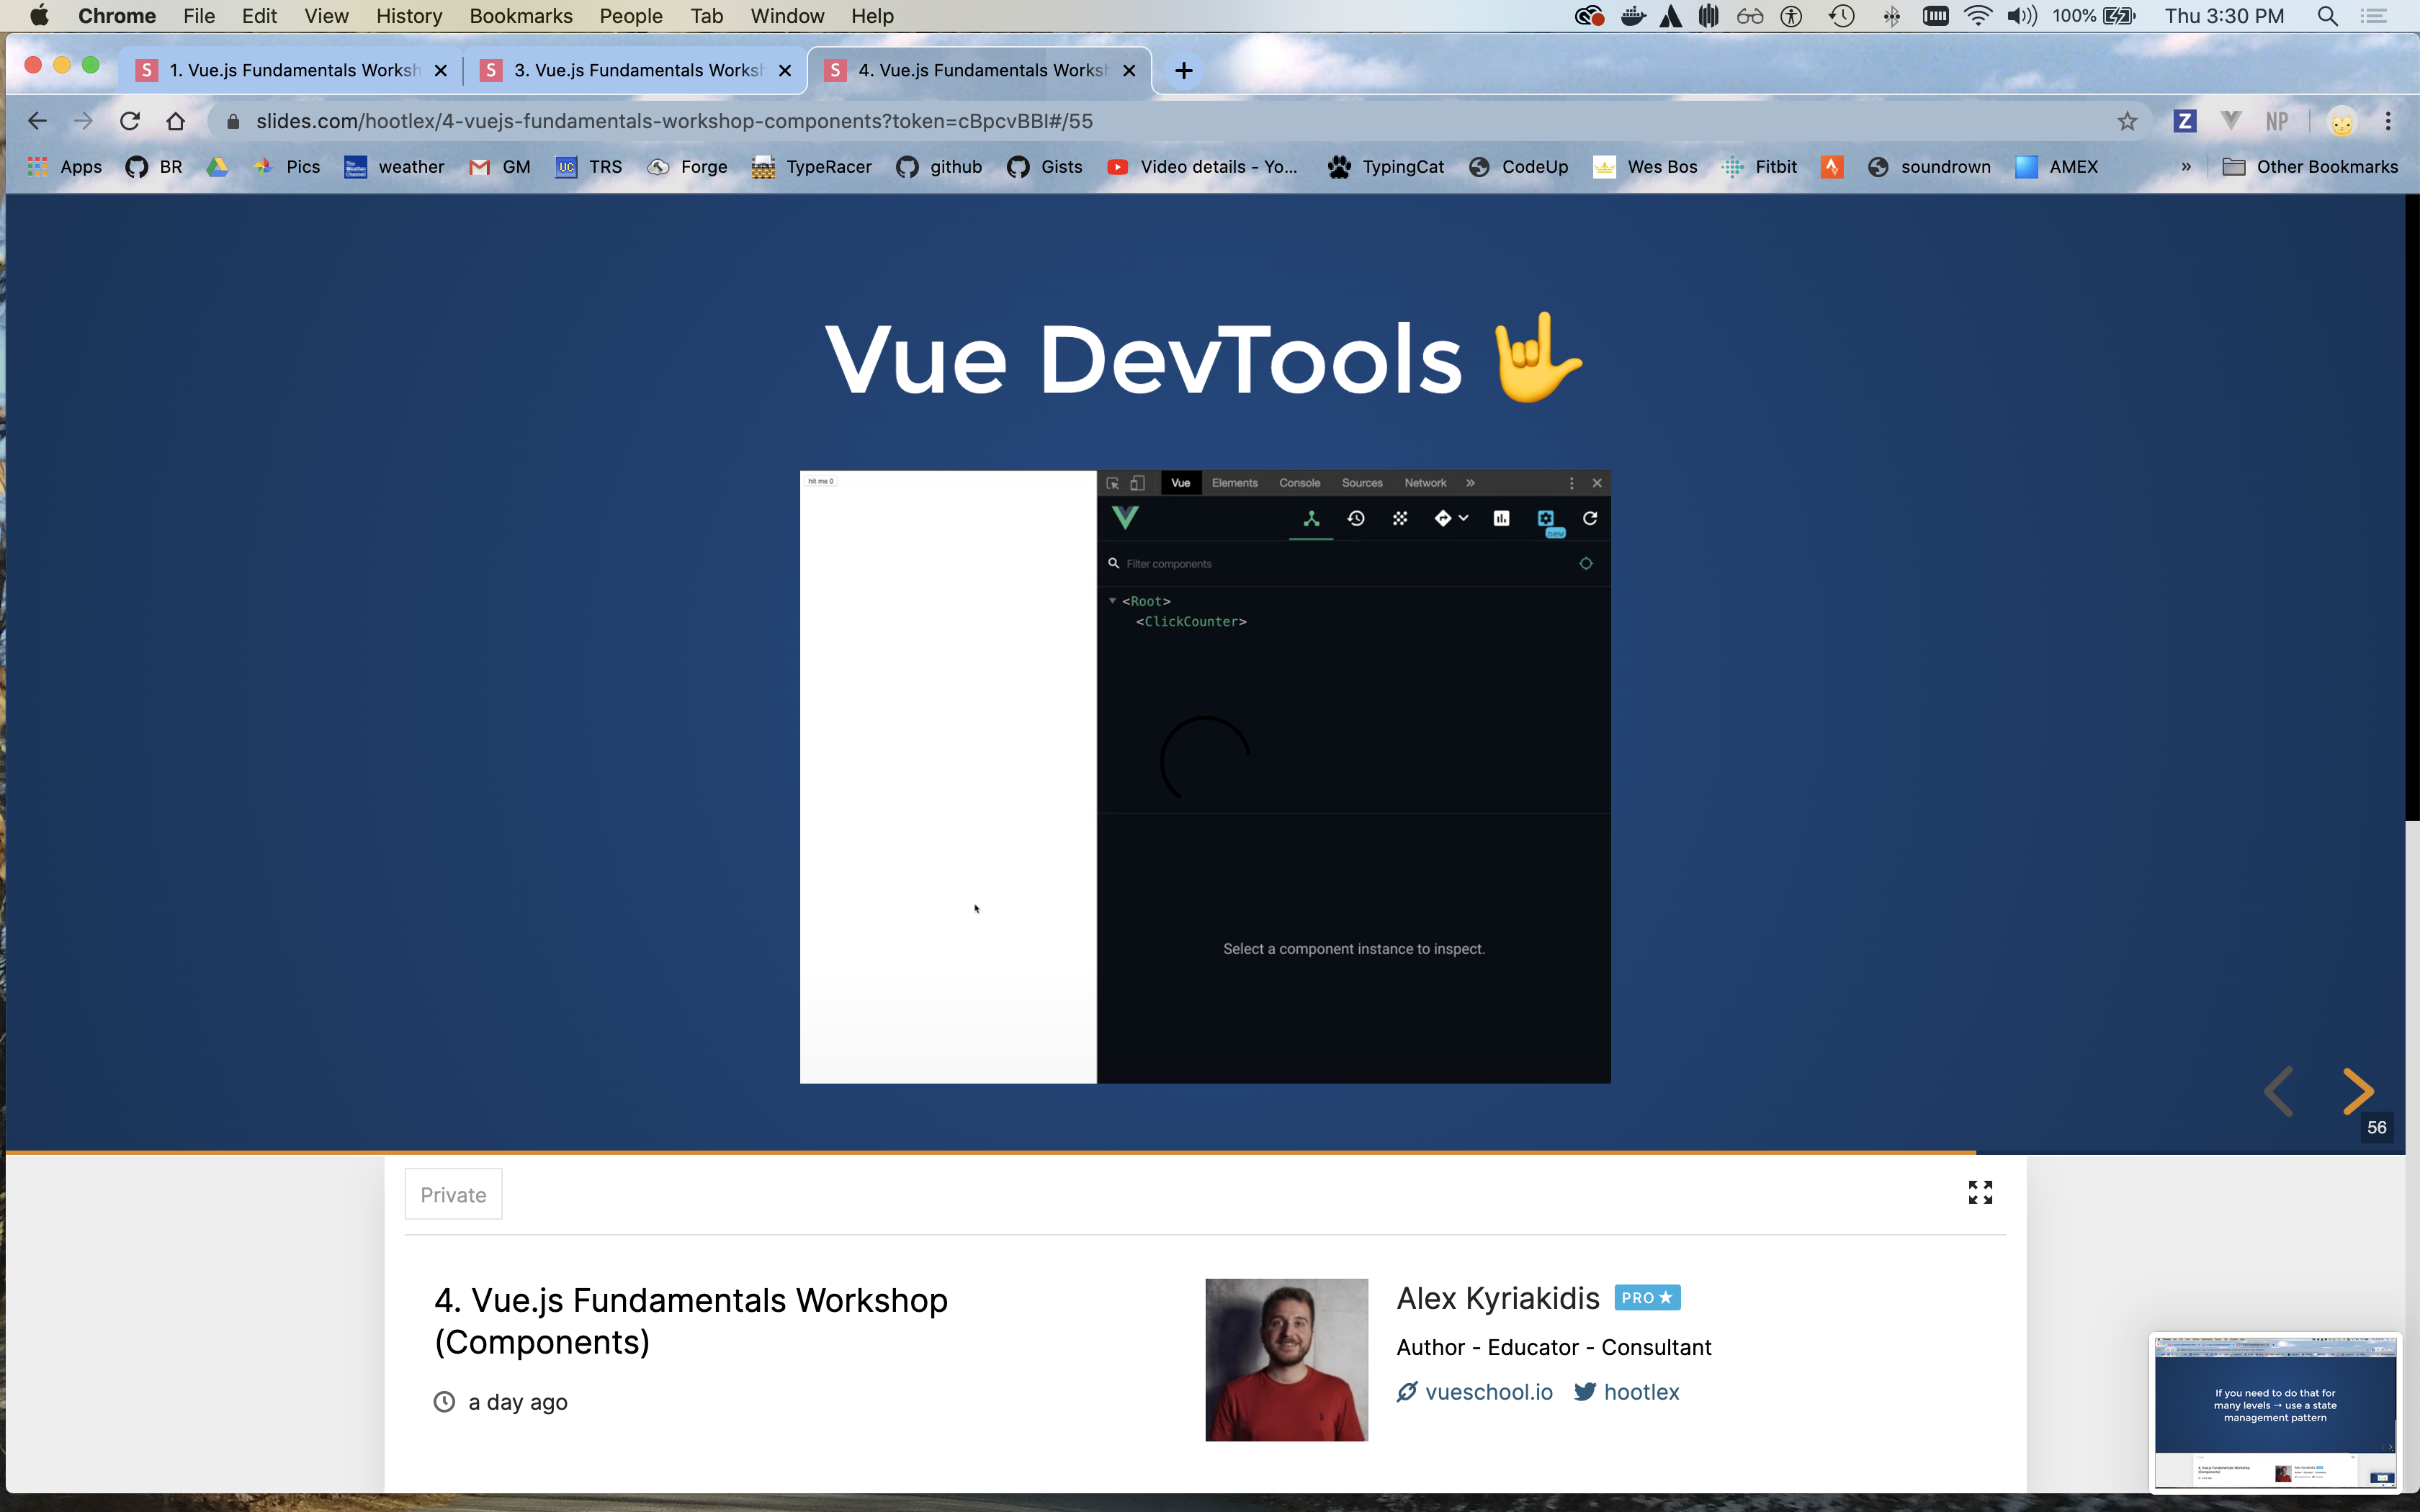 Chrome File Edit View History Bookmarks People Tab Window Help 100% Thu 3:30 PM
S 1. Vue.js Fundamentals Worksh S 3. Vue.js Fundamentals Worksh S 4. Vue.js Fundamentals Worksh
slides.com/hootlex/4-vuejs-fundamentals-workshop-components?token=cBpcvBBI#/55 Z NP
Apps BR Pics weather GM UC TRS Forge TypeRacer github Gists Video details - Yo... TypingCat CodeUp Wes Bos Fitbit soundrown AMEX » Other Bookmarks
Vue DevTools 🤟
hit me 0
Vue Elements Console Sources Network »
new
Filter components
<Root>
<ClickCounter>
Select a component instance to inspect.
56
Private
4. Vue.js Fundamentals Workshop
(Components)
a day ago
Alex Kyriakidis PRO ★
Author - Educator - Consultant
vueschool.io hootlex
If you need to do that for
many levels → use a state
management pattern